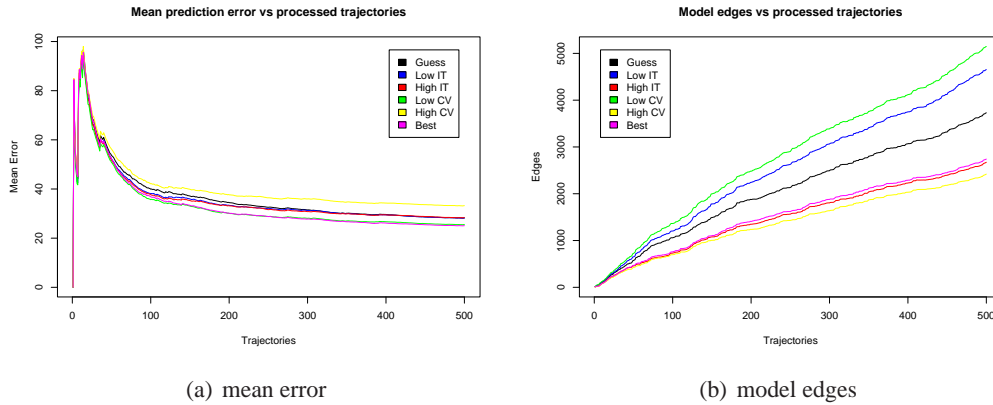 Mean prediction error vs processed trajectories
Mean Error
100
80
60
40
20
0
Guess
Low IT
High IT
Low CV
High CV
Best
0 100 200 300 400 500
Trajectories
(a) mean error
Model edges vs processed trajectories
Edges
5000
4000
3000
2000
1000
0
Guess
Low IT
High IT
Low CV
High CV
Best
0 100 200 300 400 500
Trajectories
(b) model edges